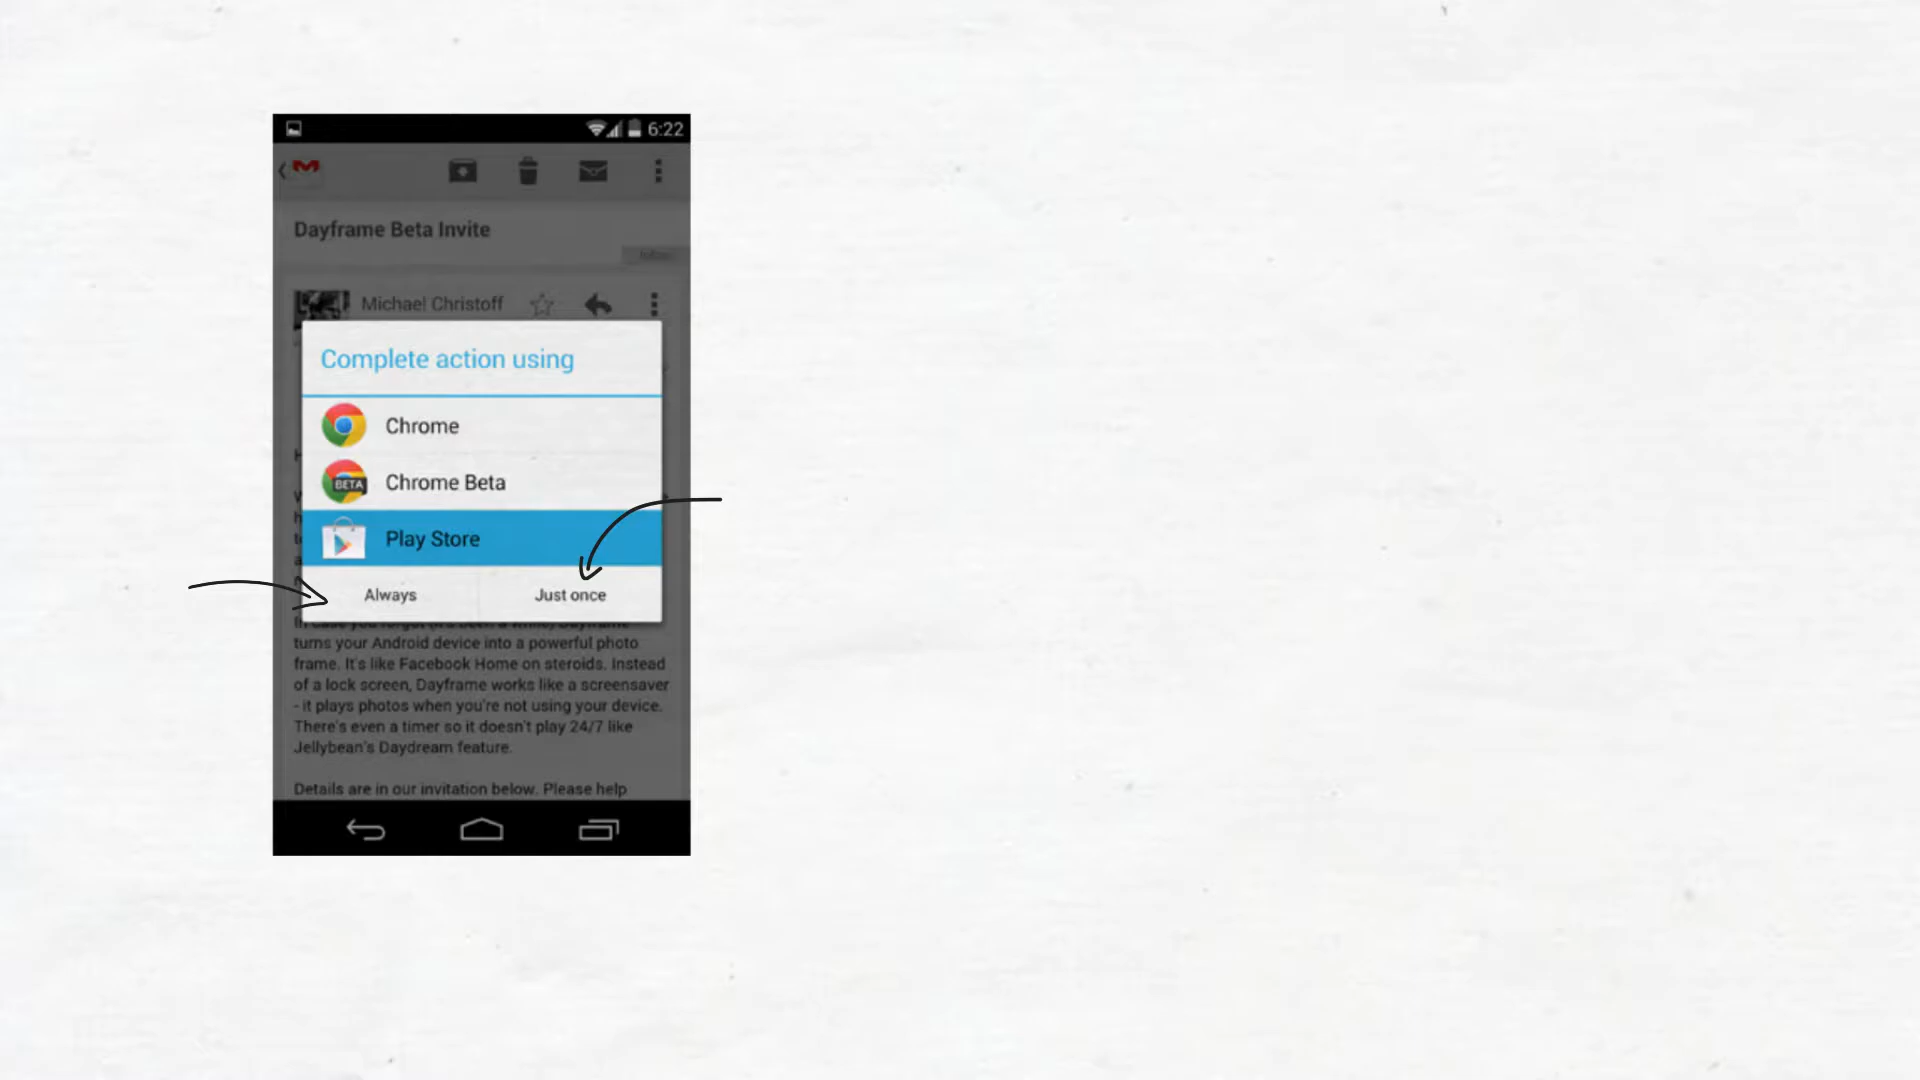 6:22
Dayframe Beta Invite
Michael Christoff
Complete action using
Chrome
BETA
Chrome Beta
Play Store
Always
Just once
turns your Android device into a powerful photo
frame. It's like Facebook Home on steroids. Instead
of a lock screen, Dayframe works like a screensaver
- it plays photos when you're not using your device.
There's even a timer so it doesn't play 24/7 like
Jellybean's Daydream feature.
Details are in our invitation below. Please help